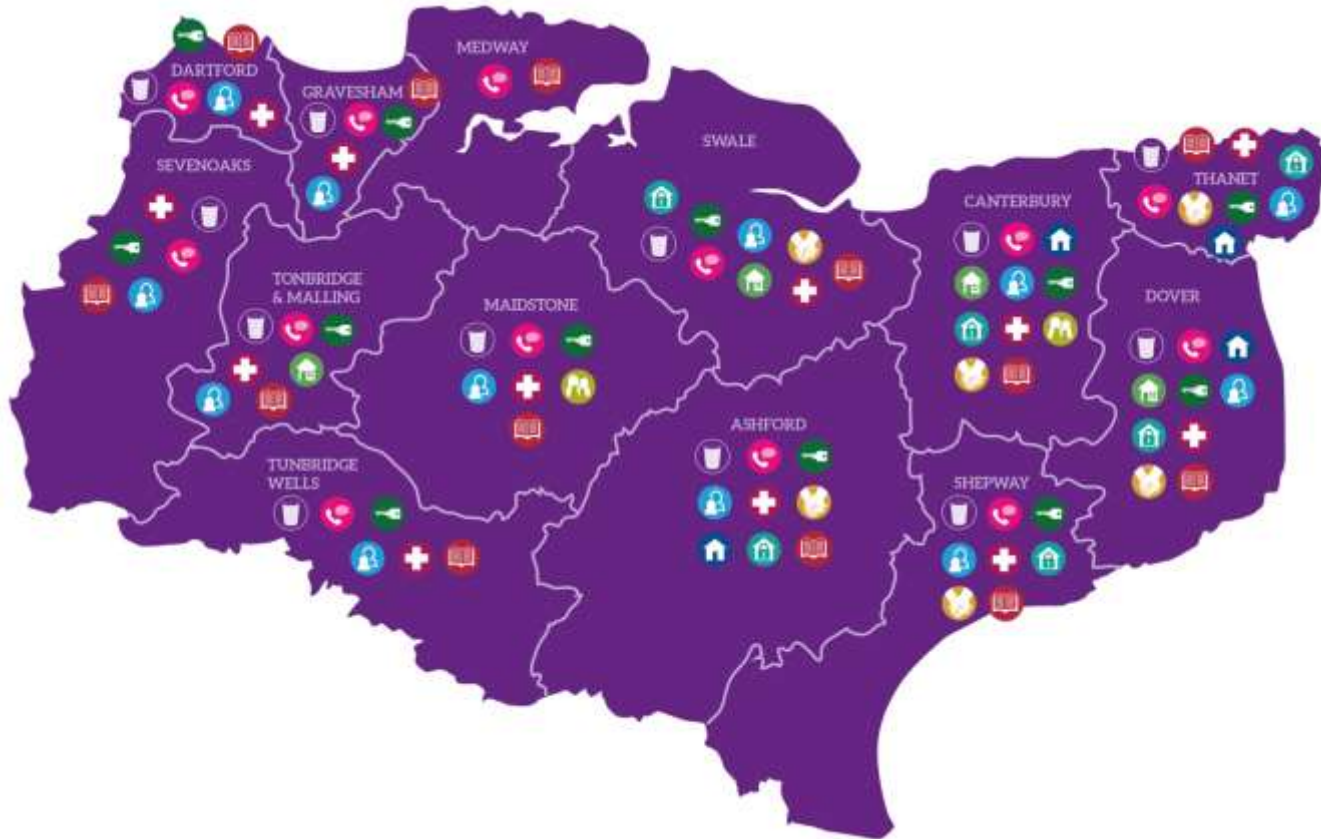 MEDWAY
DARTFORD
GRAVESHAM
SWALE
SEVENOAKS
THANET
CANTERBURY
TONBRIDGE
& MALLING
MAIDSTONE
DOVER
ASHFORD
TUNBRIDGE
WELLS
SHEPWAY